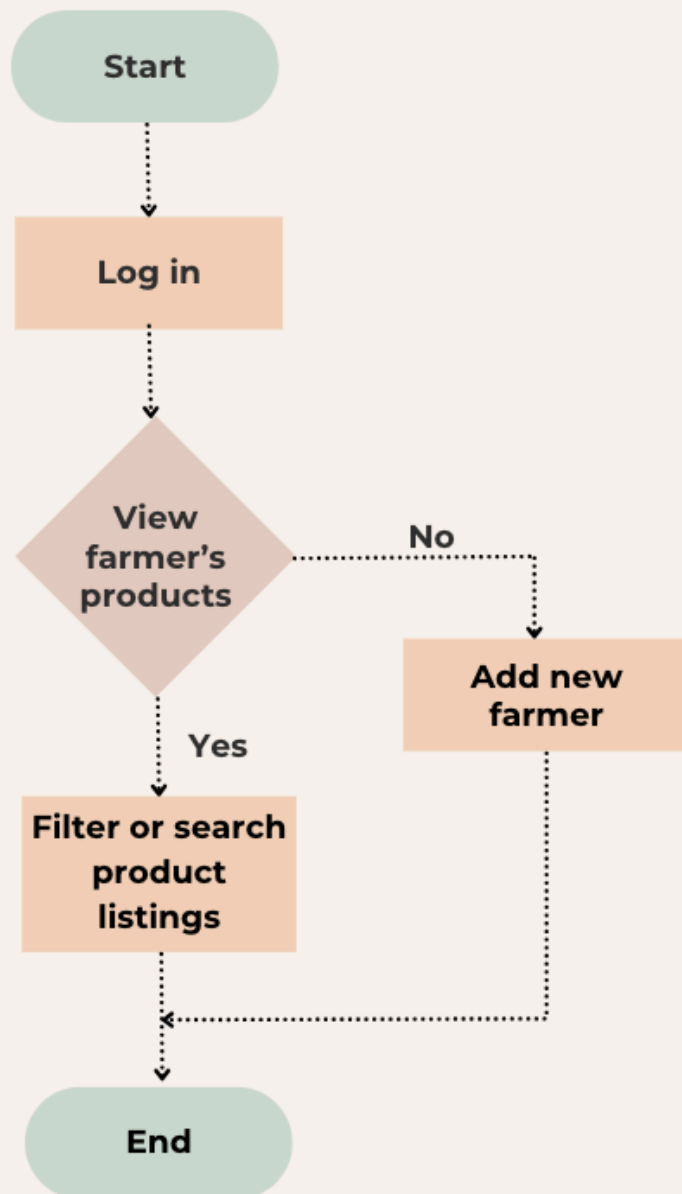 Start
Log in
View
farmer’s
products
No
Add new
farmer
Yes
Filter or search
product
listings
End